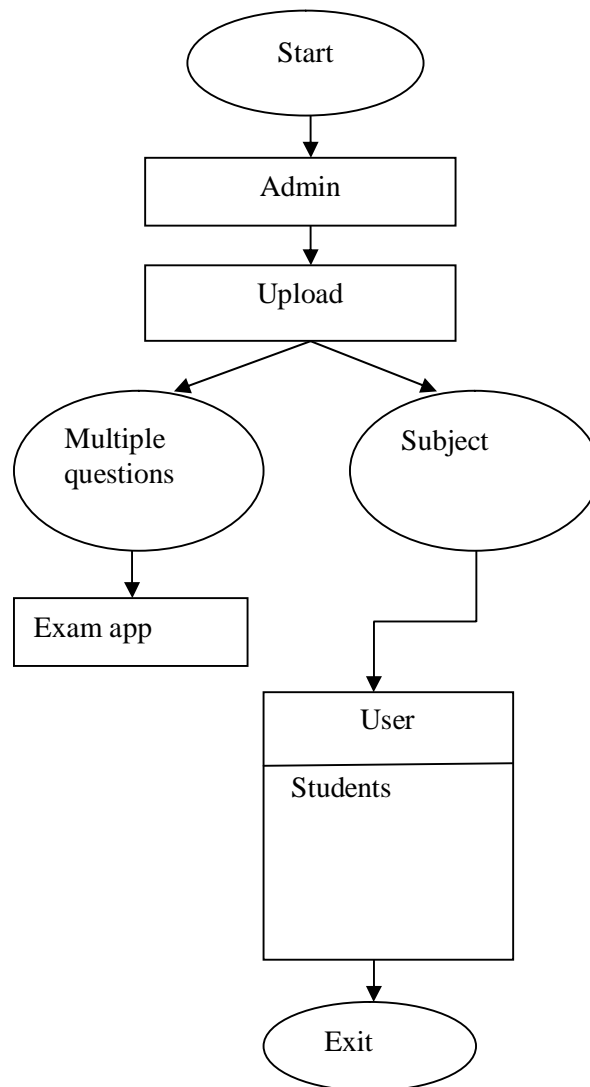 Start
Admin
Upload
Multiple
questions
Subject
Exam app
User
Students
Exit